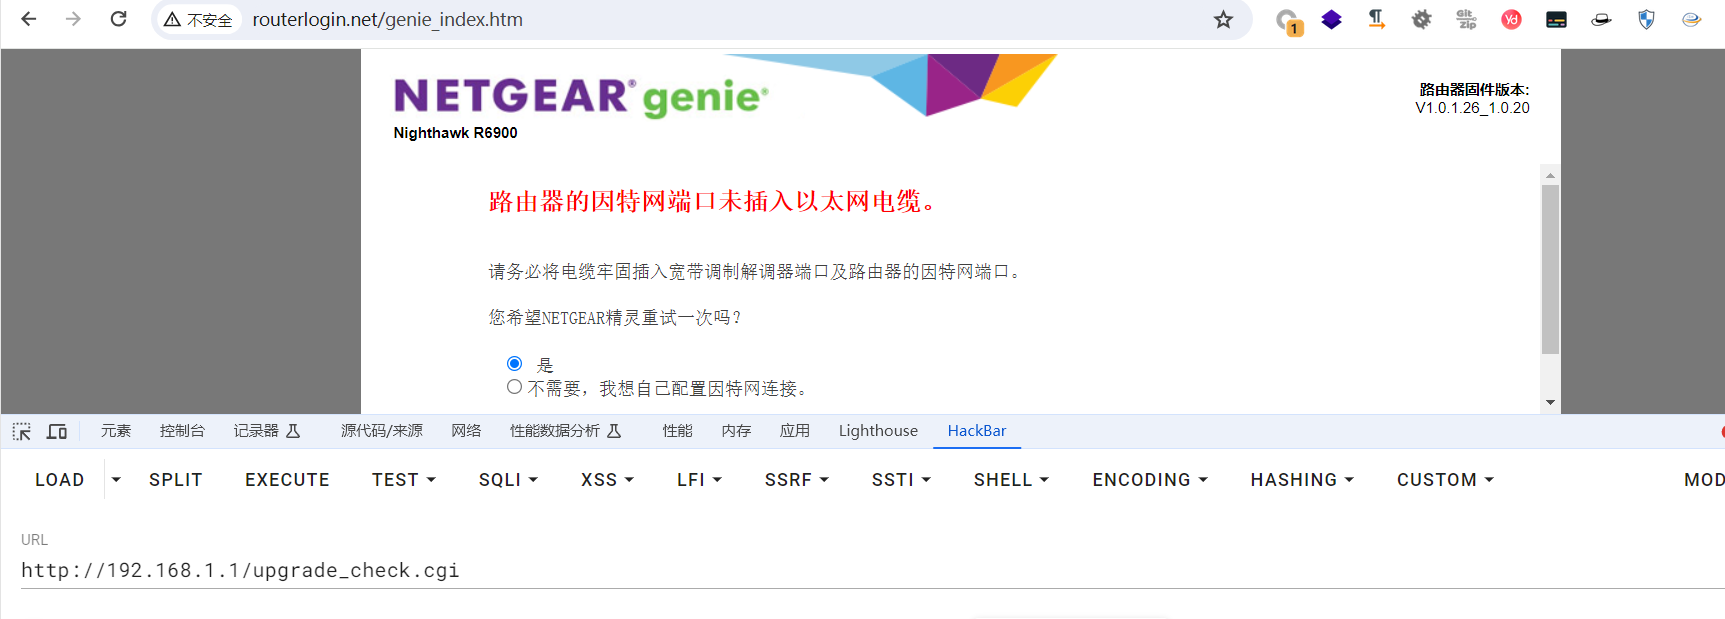 不安全 routerlogin.net/genie_index.htm
1 Git zip Yd
NETGEAR® genie®
Nighthawk R6900
路由器固件版本:
V1.0.1.26_1.0.20
路由器的因特网端口未插入以太网电缆。
请务必将电缆牢固插入宽带调制解调器端口及路由器的因特网端口。
您希望NETGEAR精灵重试一次吗?
是
不需要，我想自己配置因特网连接。
元素 控制台 记录器 源代码/来源 网络 性能数据分析 性能 内存 应用 Lighthouse HackBar
LOAD SPLIT EXECUTE TEST SQLI XSS LFI SSRF SSTI SHELL ENCODING HASHING CUSTOM MOD
URL
http://192.168.1.1/upgrade_check.cgi